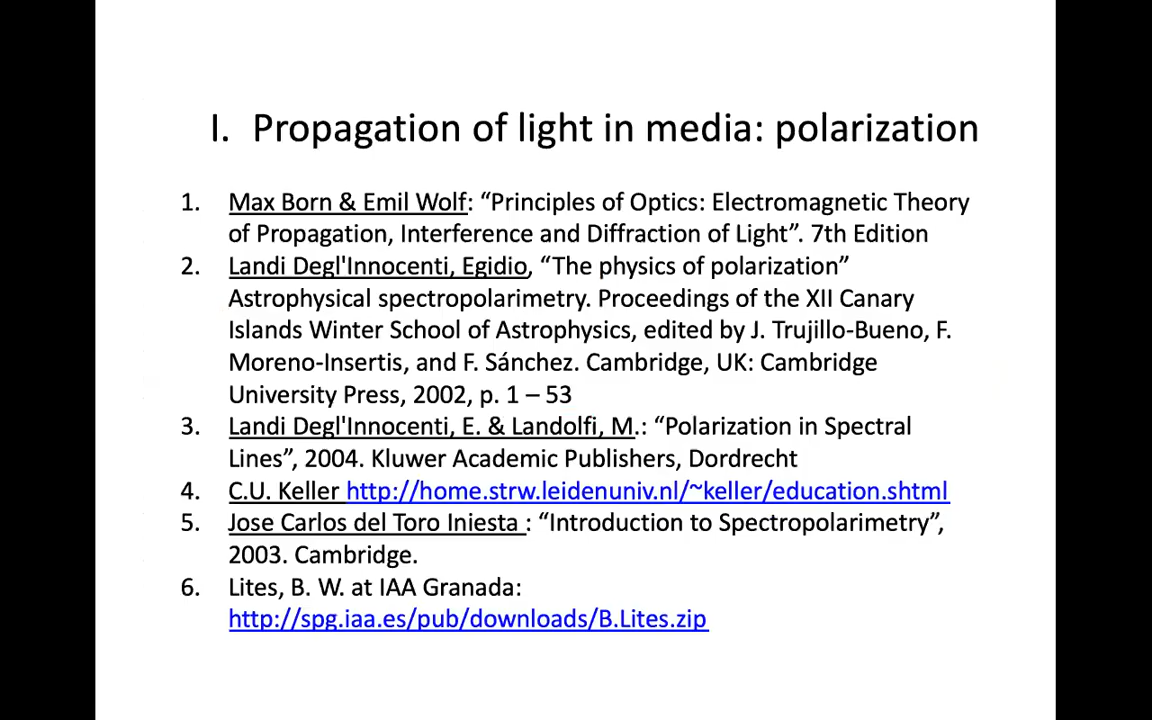 I. Propagation of light in media: polarization
1. Max Born & Emil Wolf: “Principles of Optics: Electromagnetic Theory
of Propagation, Interference and Diffraction of Light”. 7th Edition
2. Landi Degl'Innocenti, Egidio, “The physics of polarization”
Astrophysical spectropolarimetry. Proceedings of the XII Canary
Islands Winter School of Astrophysics, edited by J. Trujillo-Bueno, F.
Moreno-Insertis, and F. Sánchez. Cambridge, UK: Cambridge
University Press, 2002, p. 1 – 53
3. Landi Degl'Innocenti, E. & Landolfi, M.: “Polarization in Spectral
Lines”, 2004. Kluwer Academic Publishers, Dordrecht
4. C.U. Keller http://home.strw.leidenuniv.nl/~keller/education.shtml
5. Jose Carlos del Toro Iniesta : “Introduction to Spectropolarimetry”,
2003. Cambridge.
6. Lites, B. W. at IAA Granada:
http://spg.iaa.es/pub/downloads/B.Lites.zip